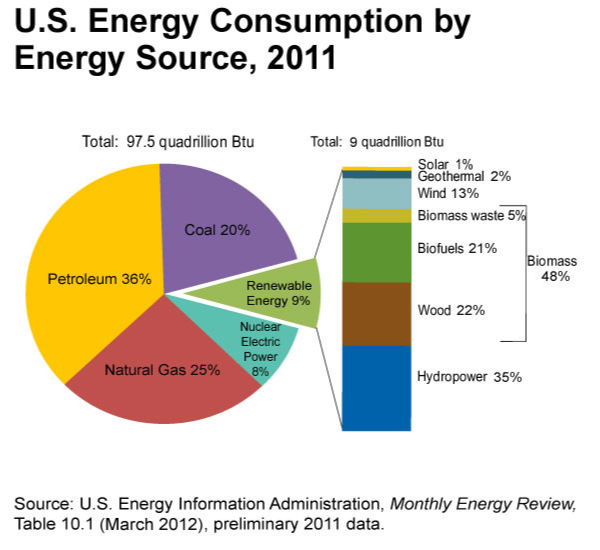 U.S. Energy Consumption by
Energy Source, 2011
Total: 97.5 quadrillion Btu
Total: 9 quadrillion Btu
Coal 20%
Petroleum 36%
Renewable
Energy 9%
Nuclear
Electric
Power
8%
Natural Gas 25%
Solar 1%
Geothermal 2%
Wind 13%
Biomass waste 5%
Biofuels 21%
Biomass
48%
Wood 22%
Hydropower 35%
Source: U.S. Energy Information Administration, Monthly Energy Review,
Table 10.1 (March 2012), preliminary 2011 data.